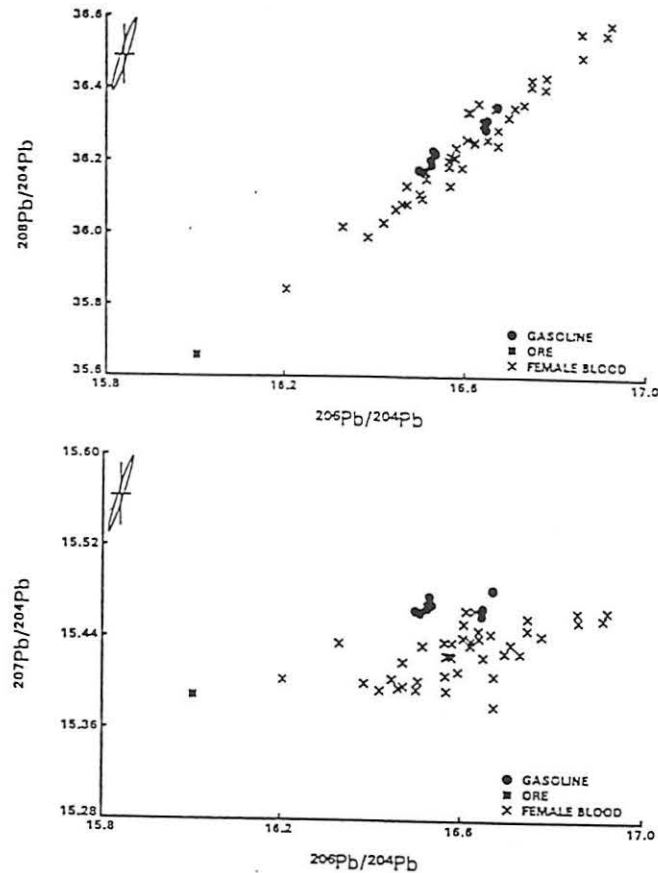 36.6
36.4
36.2
36.0
35.8
35.6
²⁰⁸Pb/²⁰⁴Pb
GASOLINE
ORE
FEMALE BLOOD
15.8 16.2 16.6 17.0
²⁰⁶Pb/²⁰⁴Pb
15.60
15.52
15.44
15.36
15.28
²⁰⁷Pb/²⁰⁴Pb
GASOLINE
ORE
FEMALE BLOOD
15.8 16.2 16.6 17.0
²⁰⁶Pb/²⁰⁴Pb